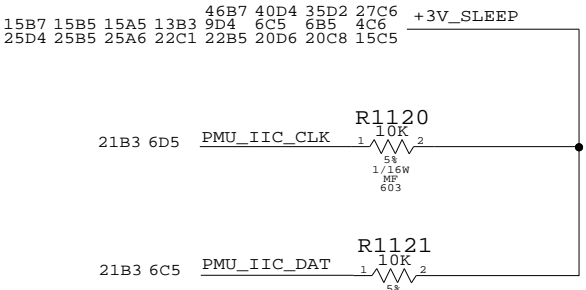 46B7 40D4 35D2 27C6
15B7 15B5 15A5 13B3 9D4 6C5 6B5 4C6 +3V_SLEEP
25D4 25B5 25A6 22C1 22B5 20D6 20C8 15C5
R1120
10K
21B3 6D5 PMU_IIC_CLK 1 2
5%
1/16W
MF
603
R1121
10K
21B3 6C5 PMU_IIC_DAT 1 2
5%